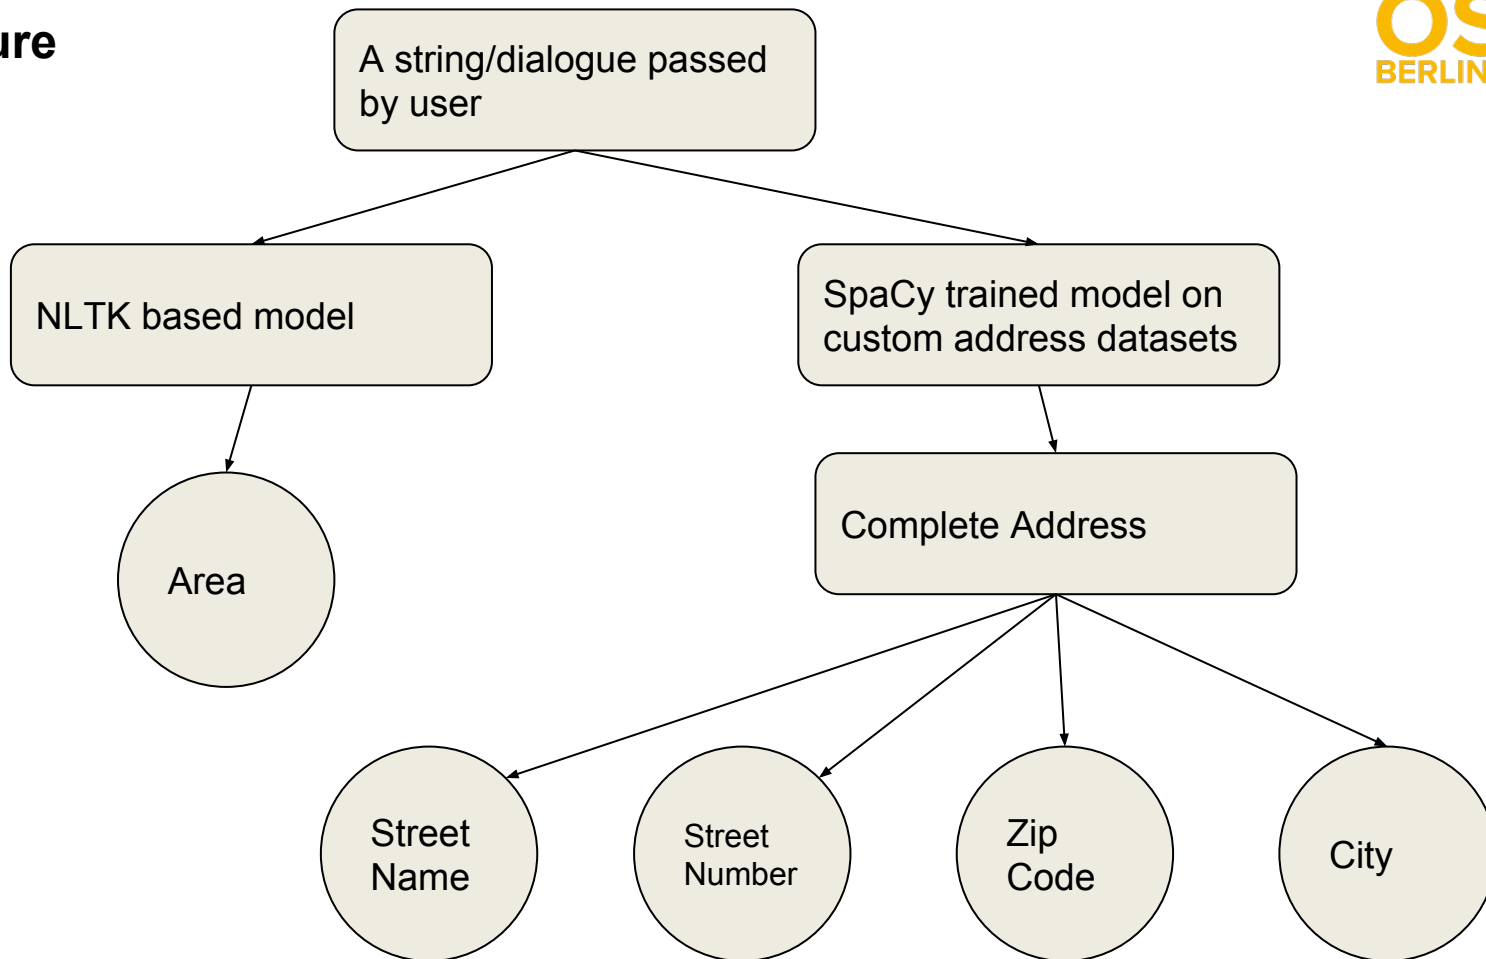 ure
OS
BERLIN
A string/dialogue passed
by user
NLTK based model
SpaCy trained model on
custom address datasets
Area
Complete Address
Street
Name
Street
Number
Zip
Code
City